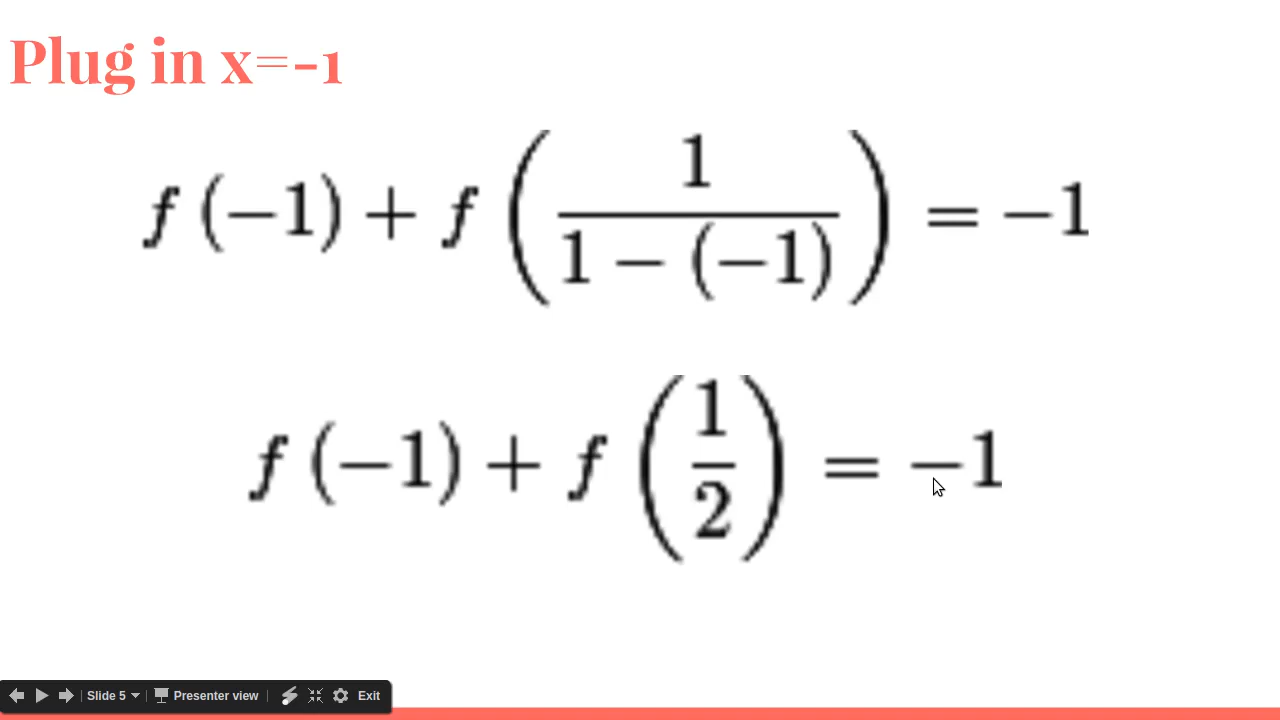 Plug in x=-1
f(−1) + f(1/(1 − (−1))) = −1
f(−1) + f(1/2) = −1
Slide 5 Presenter view Exit